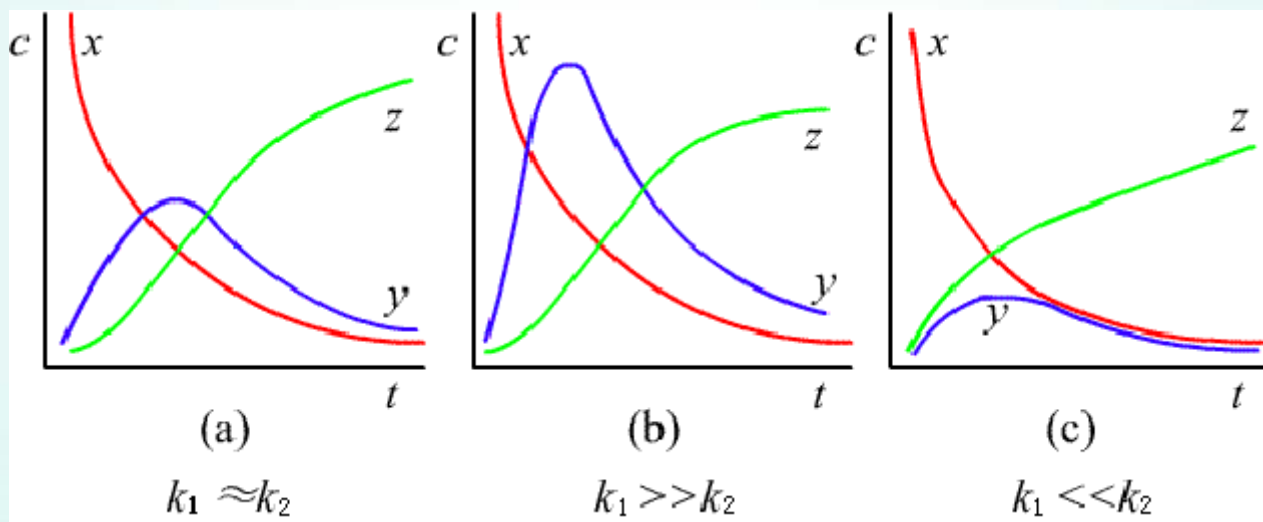 c x z y t
c x z y t
c x z y t
(a) (b) (c)
k₁ ≈k₂ k₁ >>k₂ k₁ <<k₂